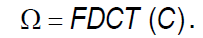 Ω = FDCT (C).